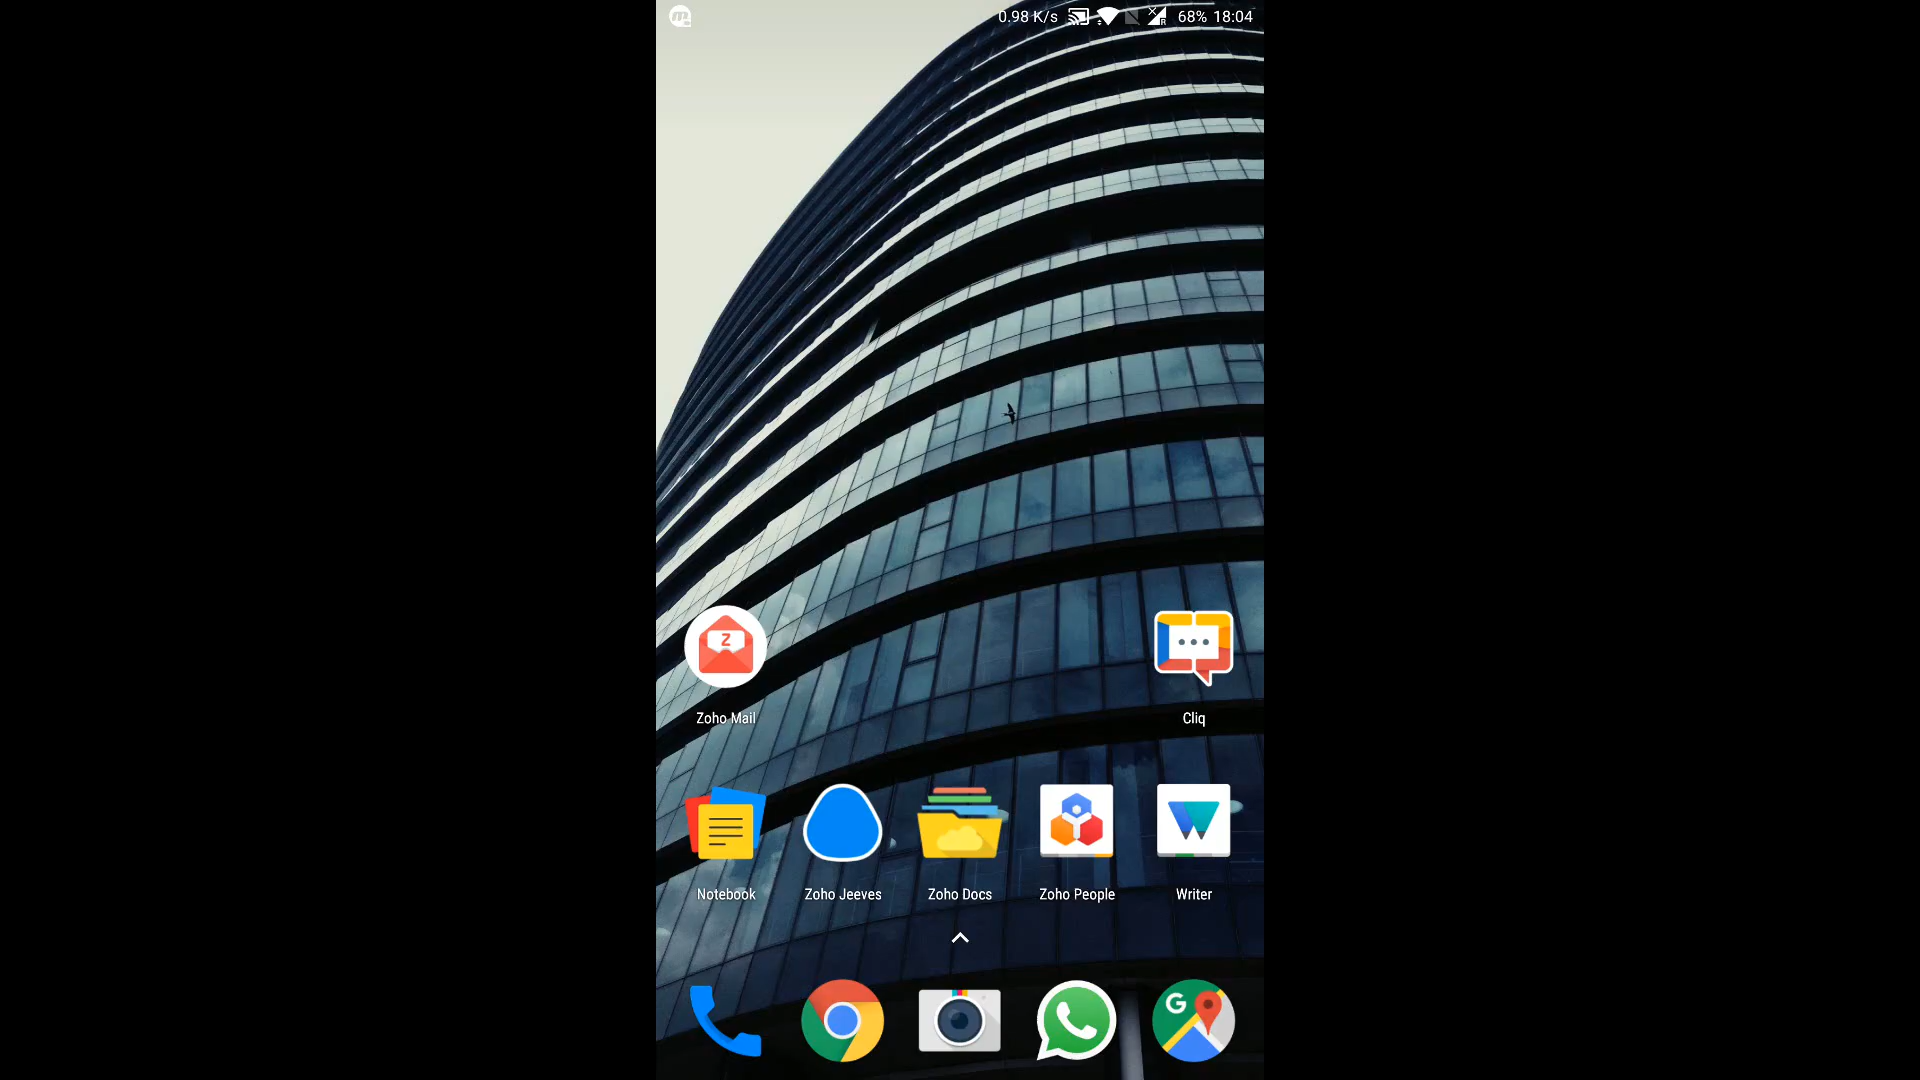 0.98 K/s 68% 18:04
Z
Zoho Mail
Cliq
Notebook
Zoho Jeeves
Zoho Docs
Zoho People
Writer
G